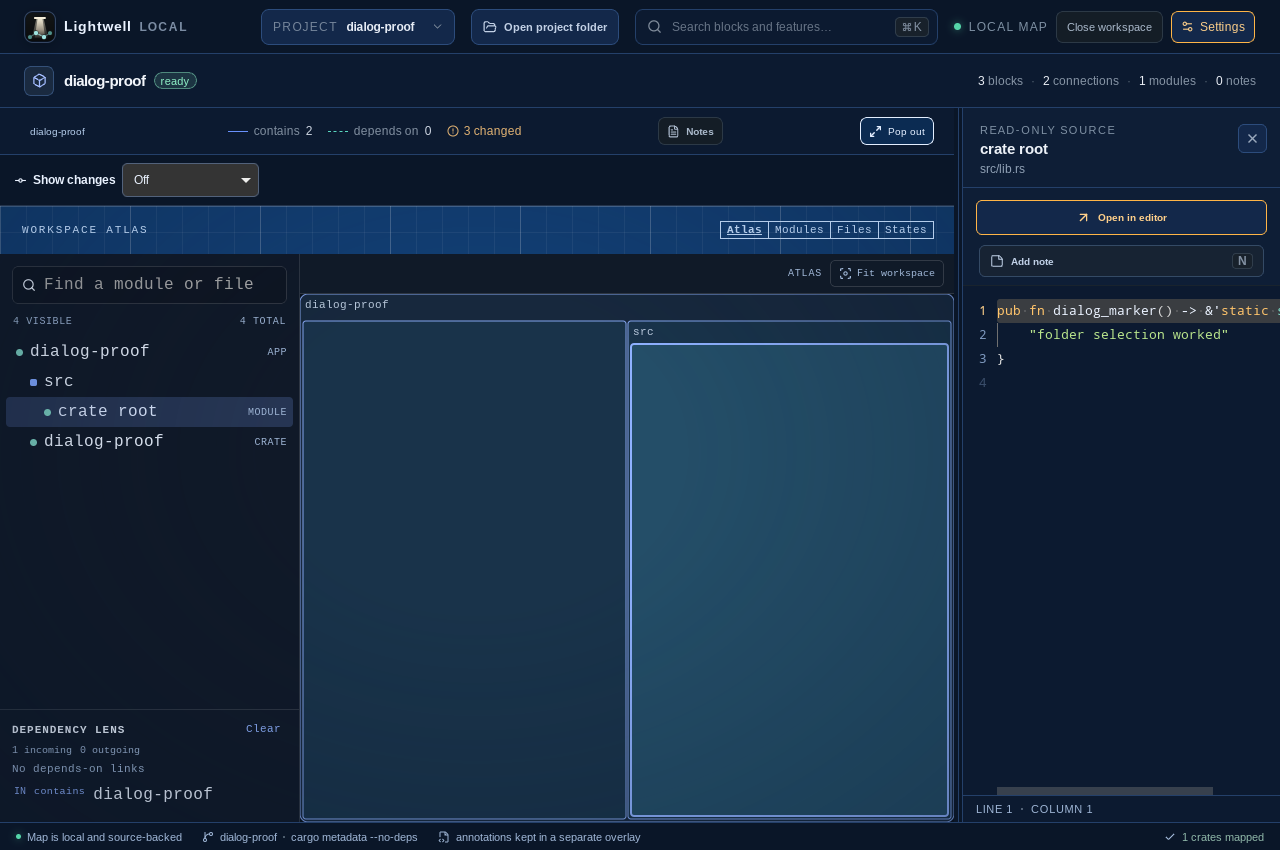 Lightwell LOCAL
PROJECT dialog-proof
Open project folder
Search blocks and features… ⌘K
LOCAL MAP
Close workspace
Settings
dialog-proof ready
3 blocks · 2 connections · 1 modules · 0 notes
dialog-proof
contains 2
depends on 0
3 changed
Notes
Pop out
Show changes Off
WORKSPACE ATLAS
Atlas Modules Files States
Find a module or file
4 VISIBLE 4 TOTAL
dialog-proof APP
src
crate root MODULE
dialog-proof CRATE
DEPENDENCY LENS Clear
1 incoming 0 outgoing
No depends-on links
IN contains dialog-proof
ATLAS Fit workspace
dialog-proof
src
READ-ONLY SOURCE
crate root
src/lib.rs
Open in editor
Add note N
1 pub fn dialog_marker() -> &'static s
2 "folder selection worked"
3 }
4
LINE 1 · COLUMN 1
Map is local and source-backed
dialog-proof · cargo metadata --no-deps
annotations kept in a separate overlay
1 crates mapped